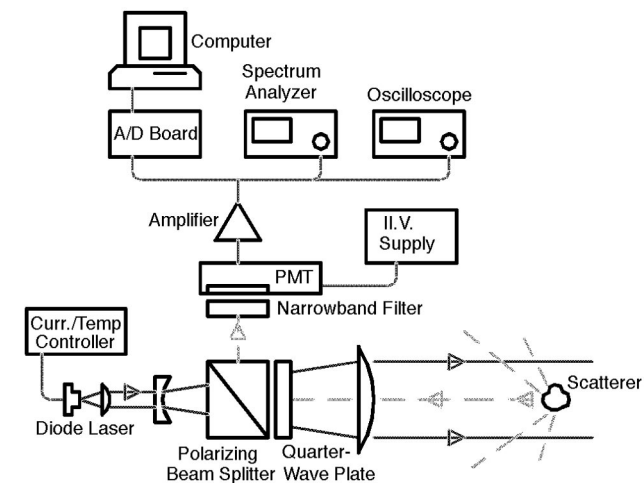 Computer
Spectrum
Analyzer
Oscilloscope
A/D Board
Amplifier
II.V.
Supply
PMT
Narrowband Filter
Curr./Temp
Controller
Scatterer
Diode Laser
Polarizing
Beam Splitter
Quarter-
Wave Plate